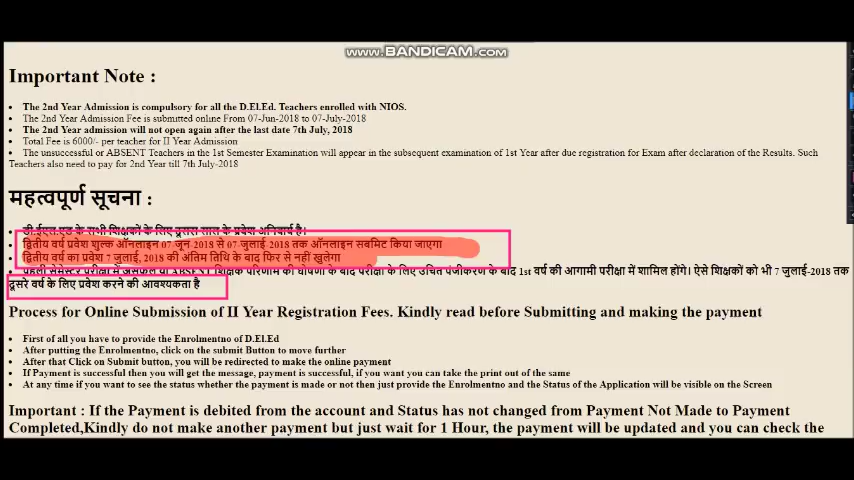 WWW.BANDICAM.COM
Important Note :
The 2nd Year Admission is compulsory for all the D.El.Ed. Teachers enrolled with NIOS.
The 2nd Year Admission Fee is submitted online From 07-Jun-2018 to 07-July-2018
The 2nd Year admission will not open again after the last date 7th July, 2018
Total Fee is 6000/- per teacher for II Year Admission
The unsuccessful or ABSENT Teachers in the 1st Semester Examination will appear in the subsequent examination of 1st Year after due registration for Exam after declaration of the Results. Such
Teachers also need to pay for 2nd Year till 7th July-2018
महत्वपूर्ण सूचना :
डी.ईएल.एड के सभी शिक्षकों के लिए दूसरा साल के प्रवेश अनिवार्य है।
द्वितीय वर्ष प्रवेश शुल्क ऑनलाइन 07-जून-2018 से 07-जुलाई-2018 तक ऑनलाइन सबमिट किया जाएगा
द्वितीय वर्ष का प्रवेश 7 जुलाई, 2018 की अंतिम तिथि के बाद फिर से नहीं खुलेगा
पहली सेमेस्टर परीक्षा में असफल या ABSENT शिक्षक परिणाम की घोषणा के बाद परीक्षा के लिए उचित पंजीकरण के बाद 1st वर्ष की आगामी परीक्षा में शामिल होंगे। ऐसे शिक्षकों को भी 7 जुलाई-2018 तक
दूसरे वर्ष के लिए प्रवेश करने की आवश्यकता है
Process for Online Submission of II Year Registration Fees. Kindly read before Submitting and making the payment
First of all you have to provide the Enrolmentno of D.El.Ed
After putting the Enrolmentno, click on the submit Button to move further
After that Click on Submit button, you will be redirected to make the online payment
If Payment is successful then you will get the message, payment is successful, if you want you can take the print out of the same
At any time if you want to see the status whether the payment is made or not then just provide the Enrolmentno and the Status of the Application will be visible on the Screen
Important : If the Payment is debited from the account and Status has not changed from Payment Not Made to Payment
Completed,Kindly do not make another payment but just wait for 1 Hour, the payment will be updated and you can check the